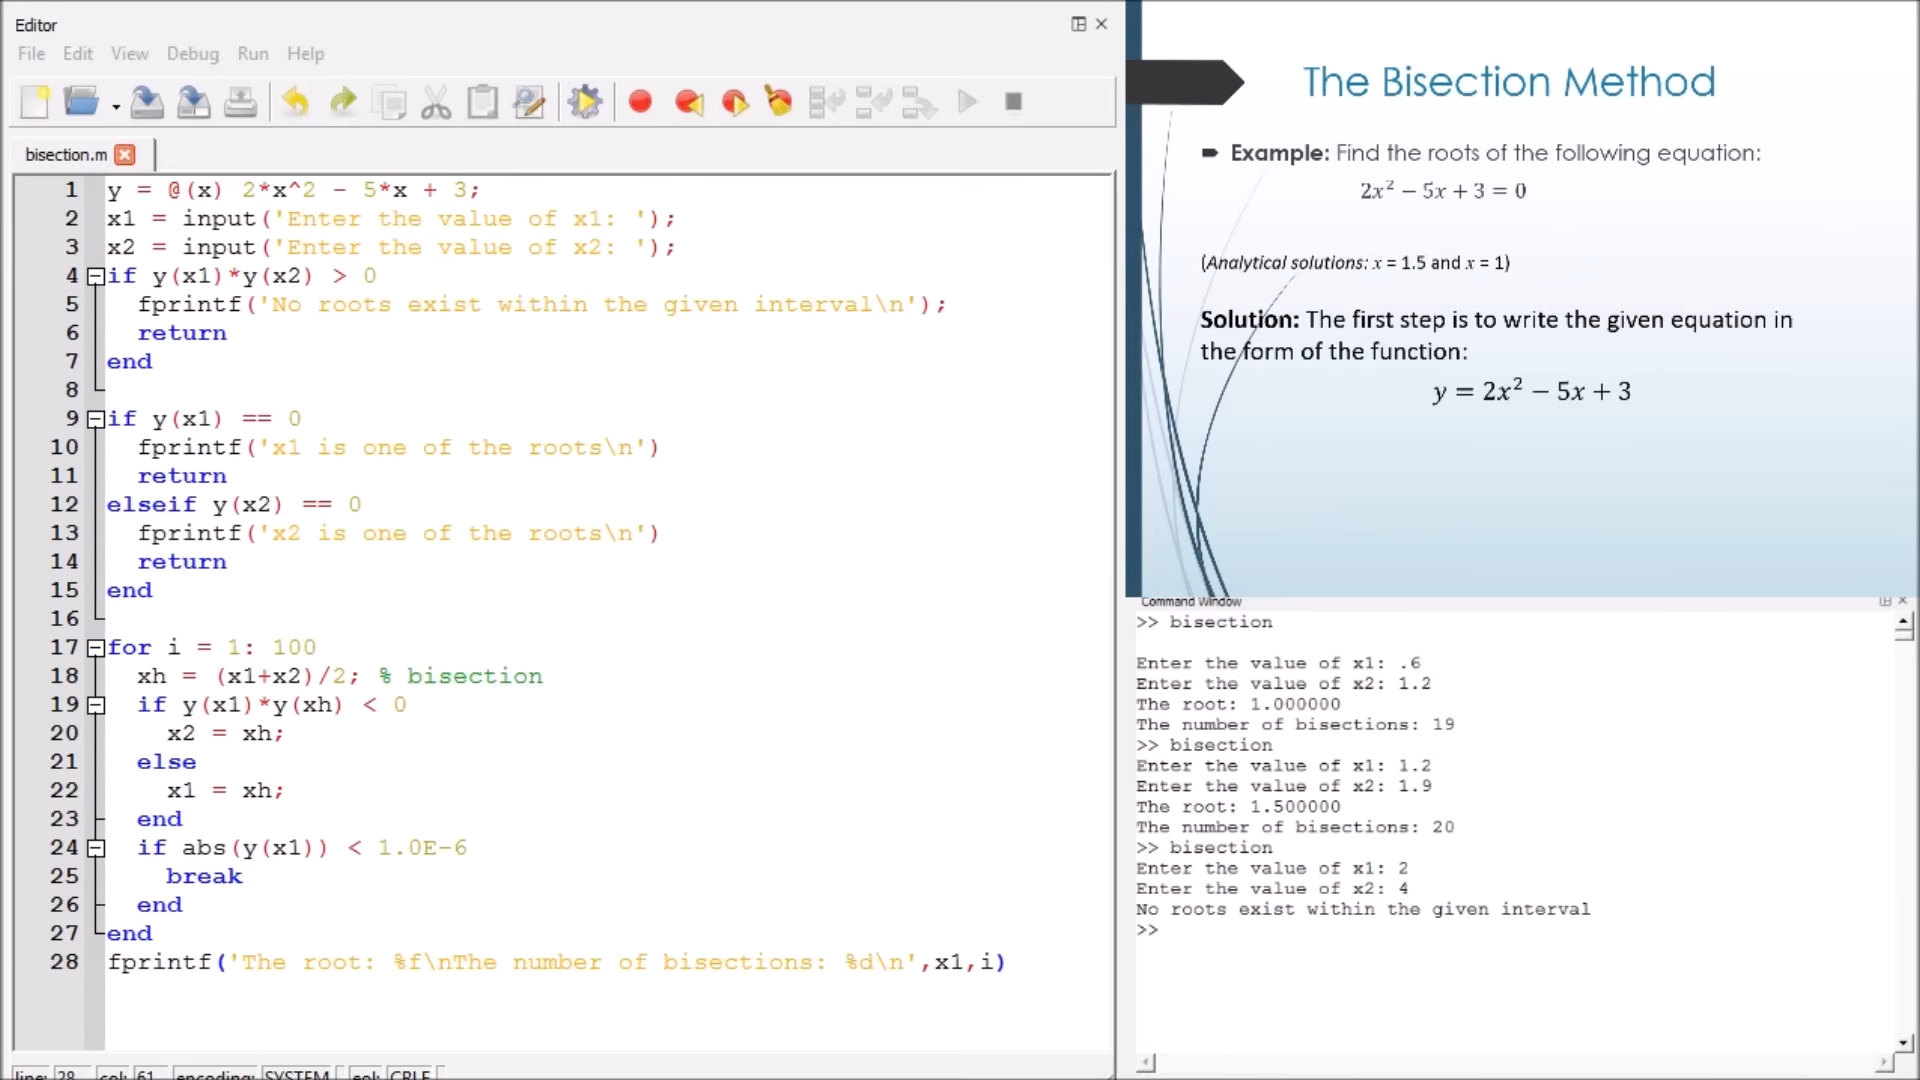 Editor
File Edit View Debug Run Help
bisection.m
1 y = @(x) 2*x^2 - 5*x + 3;
2 x1 = input('Enter the value of x1: ');
3 x2 = input('Enter the value of x2: ');
4 if y(x1)*y(x2) > 0
5 fprintf('No roots exist within the given interval\n');
6 return
7 end
8
9 if y(x1) == 0
10 fprintf('x1 is one of the roots\n')
11 return
12 elseif y(x2) == 0
13 fprintf('x2 is one of the roots\n')
14 return
15 end
16
17 for i = 1: 100
18 xh = (x1+x2)/2; % bisection
19 if y(x1)*y(xh) < 0
20 x2 = xh;
21 else
22 x1 = xh;
23 end
24 if abs(y(x1)) < 1.0E-6
25 break
26 end
27 end
28 fprintf('The root: %f\nThe number of bisections: %d\n',x1,i)
line: 28 col: 61 encoding: SYSTEM eol: CRLF
The Bisection Method
Example: Find the roots of the following equation:
2x² − 5x + 3 = 0
(Analytical solutions: x = 1.5 and x = 1)
Solution: The first step is to write the given equation in
the form of the function:
y = 2x² − 5x + 3
Command Window
>> bisection
Enter the value of x1: .6
Enter the value of x2: 1.2
The root: 1.000000
The number of bisections: 19
>> bisection
Enter the value of x1: 1.2
Enter the value of x2: 1.9
The root: 1.500000
The number of bisections: 20
>> bisection
Enter the value of x1: 2
Enter the value of x2: 4
No roots exist within the given interval
>>